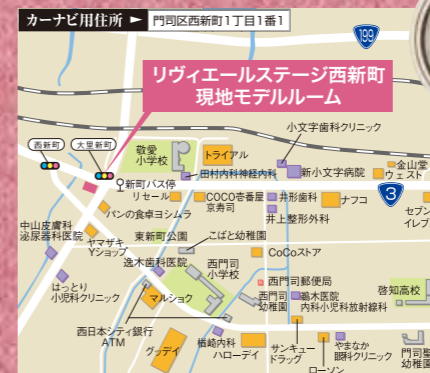 カーナビ用住所 ► 門司区西新町1丁目1番1
199
リヴィエールステージ西新町
現地モデルルーム
小文字歯科クリニック
西新町
大里新町
敬愛
小学校
トライアル
田村内科神経内科
新小文字病院
金山堂
ウェスト
新町バス停
リセール
COCO壱番屋
京寿司
井形歯科
ナフコ
3
パンの食卓ヨシムラ
井上整形外科
セブン
イレブ
中山皮膚科
泌尿器科医院
ヤマザキ
Yショップ
東新町公園
こばと幼稚園
CoCoストア
逸木歯科医院
西門司
小学校
はっとり
小児科クリニック
マルショク
西門司郵便局
西門司
幼稚園
逸木医院
内科小児科放射線科
啓知高校
西日本シティ銀行
ATM
グッデイ
楢崎内科
ハローデイ
サンキュー
ドラッグ
やまなか
眼科クリニック
ローソン
門司聖
幼稚園